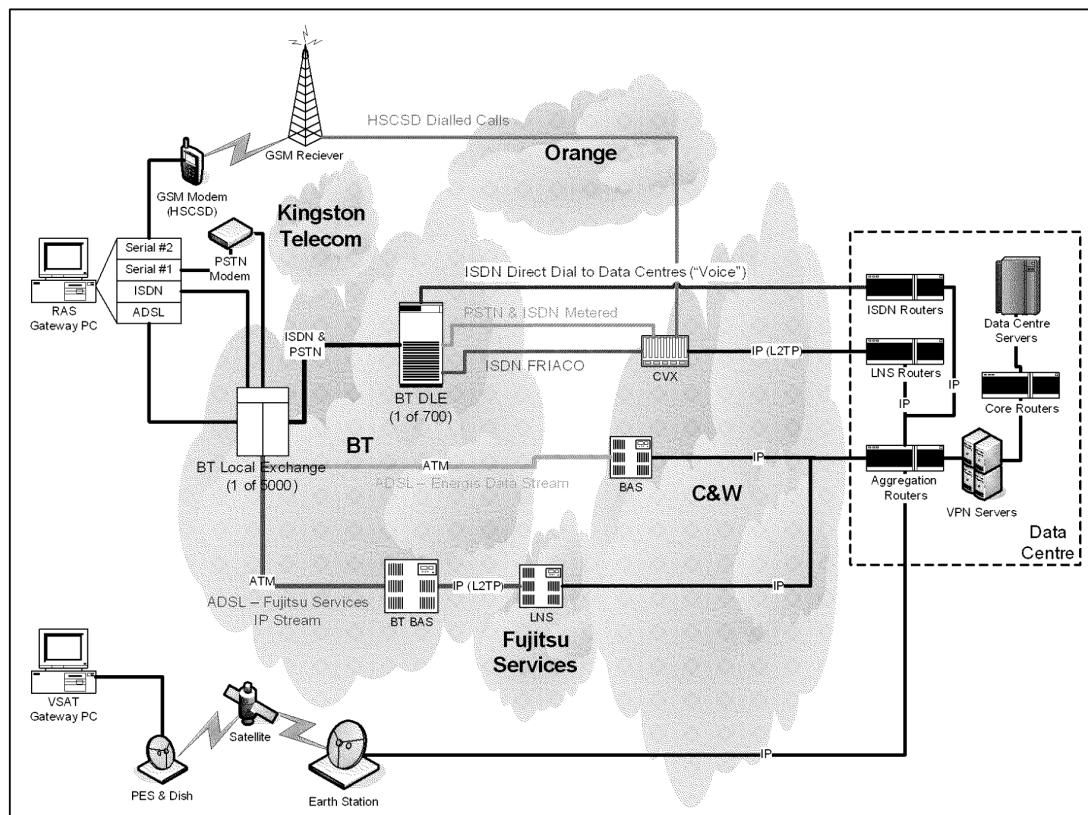 HSCSD Dialled Calls
Orange
GSM Reciever
GSM Modem
(HSCSD)
Kingston
Telecom
PSTN
Modem
Serial #2
Serial #1
ISDN
ADSL
RAS
Gateway PC
ISDN Direct Dial to Data Centres ("Voice")
PSTN & ISDN Metered
ISDN &
PSTN
ISDN FRIACO
CVX
IP (L2TP)
ISDN Routers
Data Centre
Servers
LNS Routers
IP
IP
Core Routers
BT DLE
(1 of 700)
BT
BT Local Exchange
(1 of 5000)
ATM
ADSL – Energis Data Stream
BAS
IP
C&W
Aggregation
Routers
VPN Servers
Data
Centre
ATM
ADSL – Fujitsu Services
IP Stream
BT BAS
IP (L2TP)
LNS
IP
Fujitsu
Services
VSAT
Gateway PC
Satellite
PES & Dish
Earth Station
IP